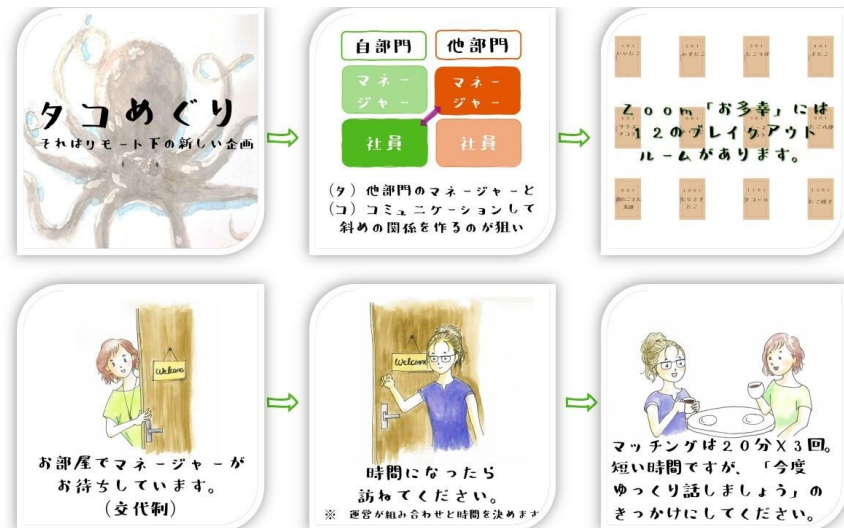 タコめぐり
それはリモート下の新しい企画
自部門
他部門
マネー
ジャー
マネー
ジャー
社員
社員
(タ)他部門のマネージャーと
(コ)コミュニケーションして
斜めの関係を作るのが狙い
Zoom「お多幸」には
12のブレイクアウト
ルームがあります。
Welcome
お部屋でマネージャーが
お待ちしています。
(交代制)
Welcome
時間になったら
訪ねてください。
※ 運営が組み合わせと時間を決めます
マッチングは20分X3回。
短い時間ですが、「今度
ゆっくり話しましょう」の
きっかけにしてください。